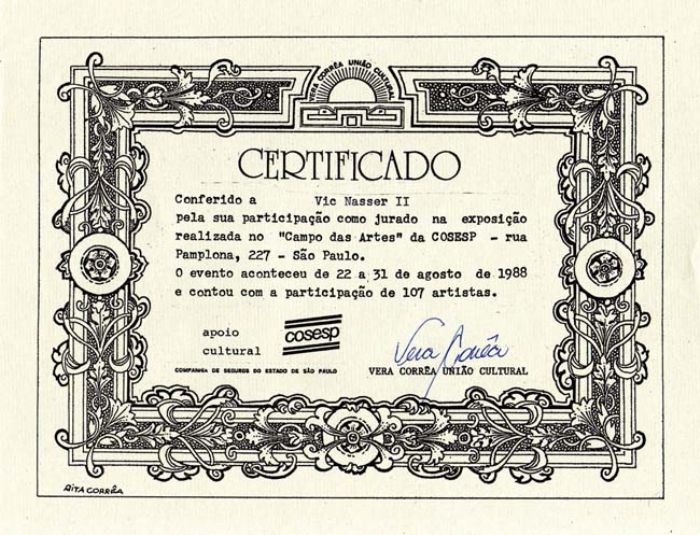 VERA CORRÊA UNIÃO CULTURAL
CERTIFICADO
Conferido a Vic Nasser II
pela sua participação como jurado na exposição
realizada no "Campo das Artes" da COSESP - rua
Pamplona, 227 - São Paulo.
O evento aconteceu de 22 a 31 de agosto de 1988
e contou com a participação de 107 artistas.
apoio
cultural
cosesp
COMPANHIA DE SEGUROS DO ESTADO DE SÃO PAULO
Vera Corrêa
VERA CORRÊA UNIÃO CULTURAL
RITA CORRÊA